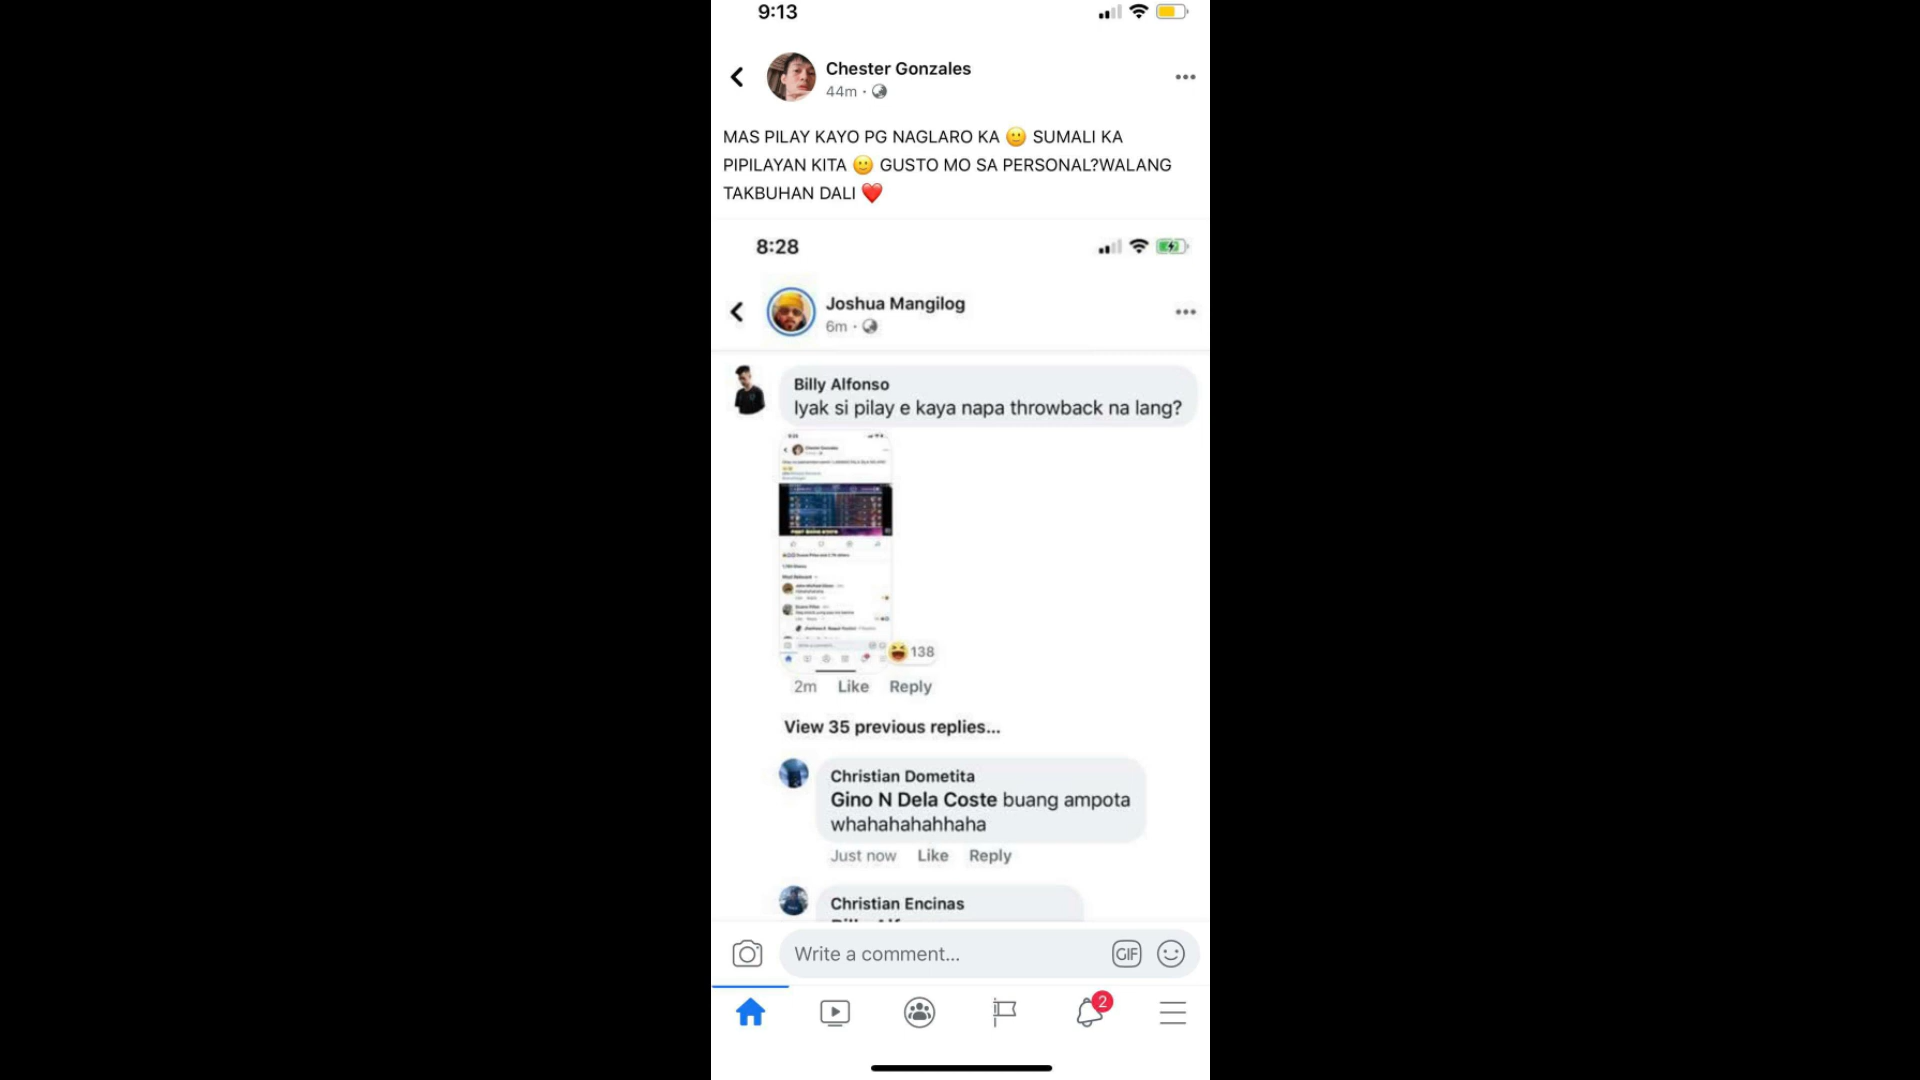 9:13
Chester Gonzales
44m ·
MAS PILAY KAYO PG NAGLARO KA 🙂 SUMALI KA
PIPILAYAN KITA 🙂 GUSTO MO SA PERSONAL?WALANG
TAKBUHAN DALI ❤️
8:28
Joshua Mangilog
6m ·
Billy Alfonso
Iyak si pilay e kaya napa throwback na lang?
138
2m Like Reply
View 35 previous replies...
Christian Dometita
Gino N Dela Coste buang ampota
whahahahahhaha
Just now Like Reply
Christian Encinas
Write a comment...
GIF
2